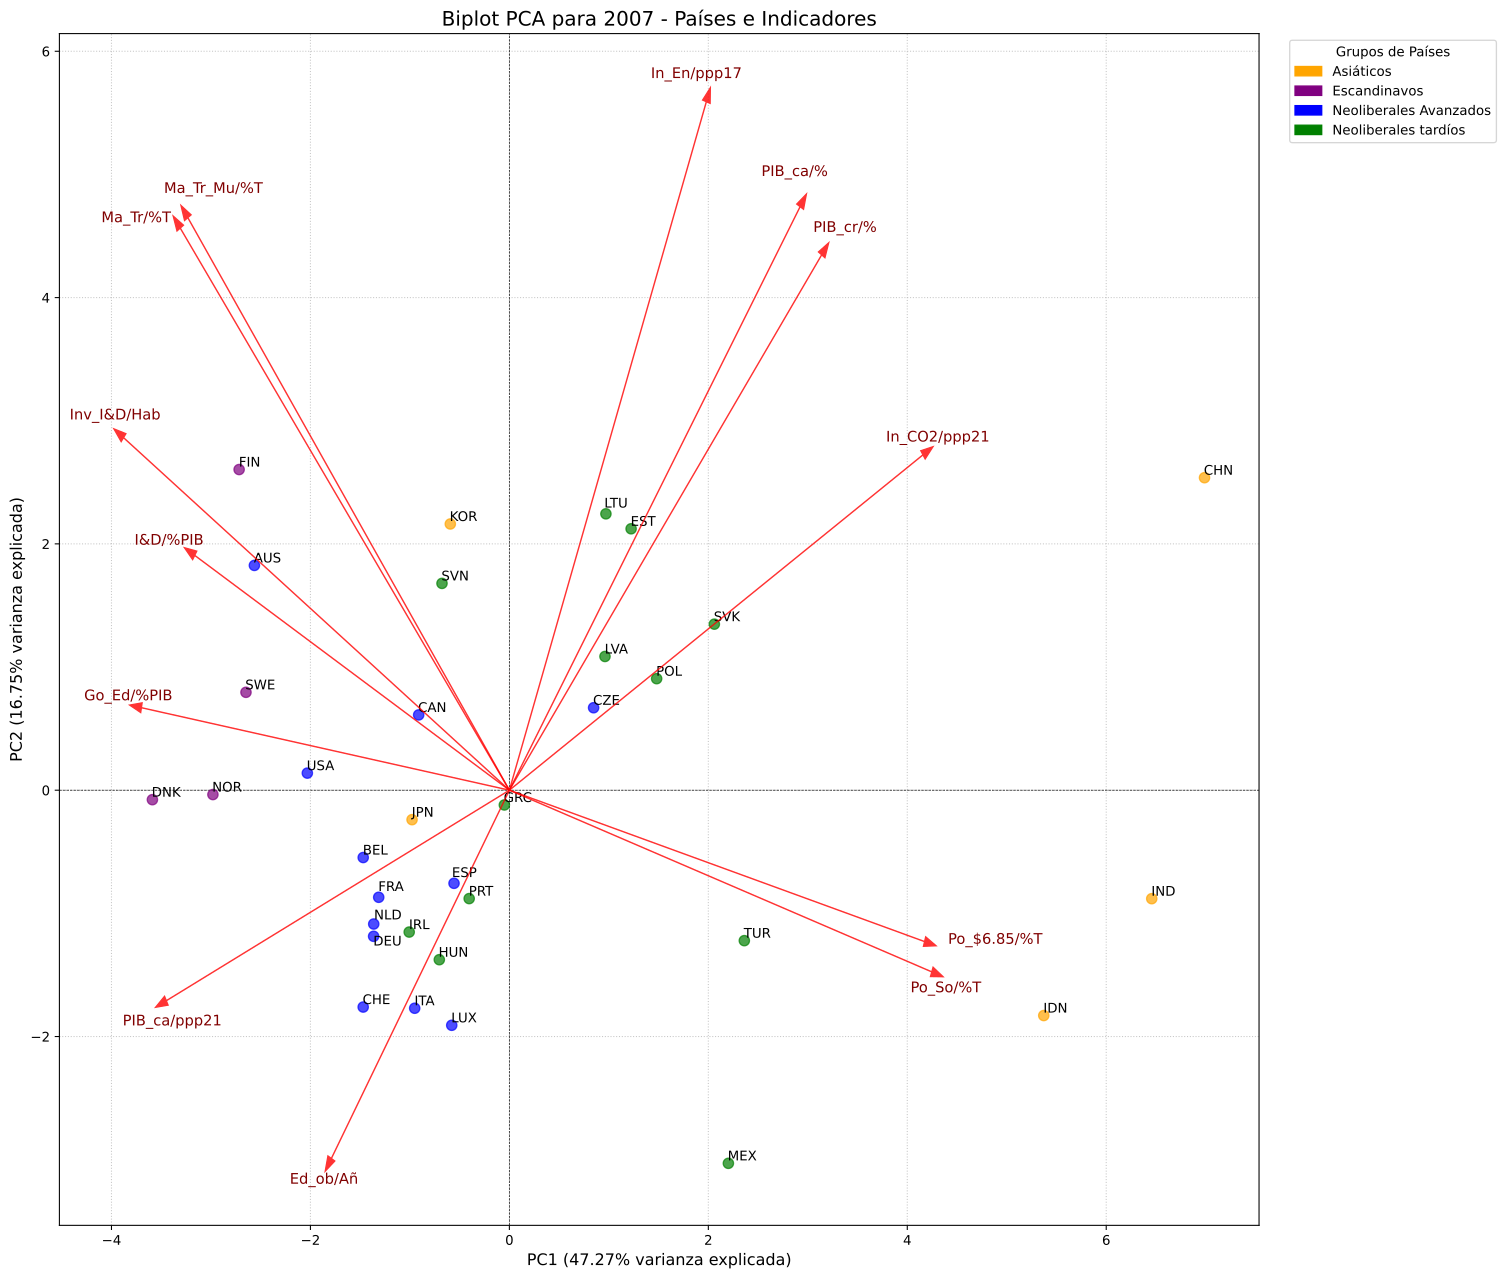 Biplot PCA para 2007 - Países e Indicadores
Grupos de Países
Asiáticos
Escandinavos
Neoliberales Avanzados
Neoliberales tardíos
In_En/ppp17
PIB_ca/%
Ma_Tr_Mu/%T
Ma_Tr/%T
PIB_cr/%
Inv_I&D/Hab
In_CO2/ppp21
FIN
CHN
KOR
LTU
EST
I&D/%PIB
AUS
SVN
SVK
LVA
POL
SWE
Go_Ed/%PIB
CAN
CZE
USA
DNK
NOR
GRC
JPN
BEL
ESP
FRA
PRT
IND
NLD
IRL
DEU
TUR
Po_$6.85/%T
HUN
Po_So/%T
CHE
ITA
IDN
PIB_ca/ppp21
LUX
MEX
Ed_ob/Añ
6
4
2
0
−2
−4
−2
0
2
4
6
PC1 (47.27% varianza explicada)
PC2 (16.75% varianza explicada)